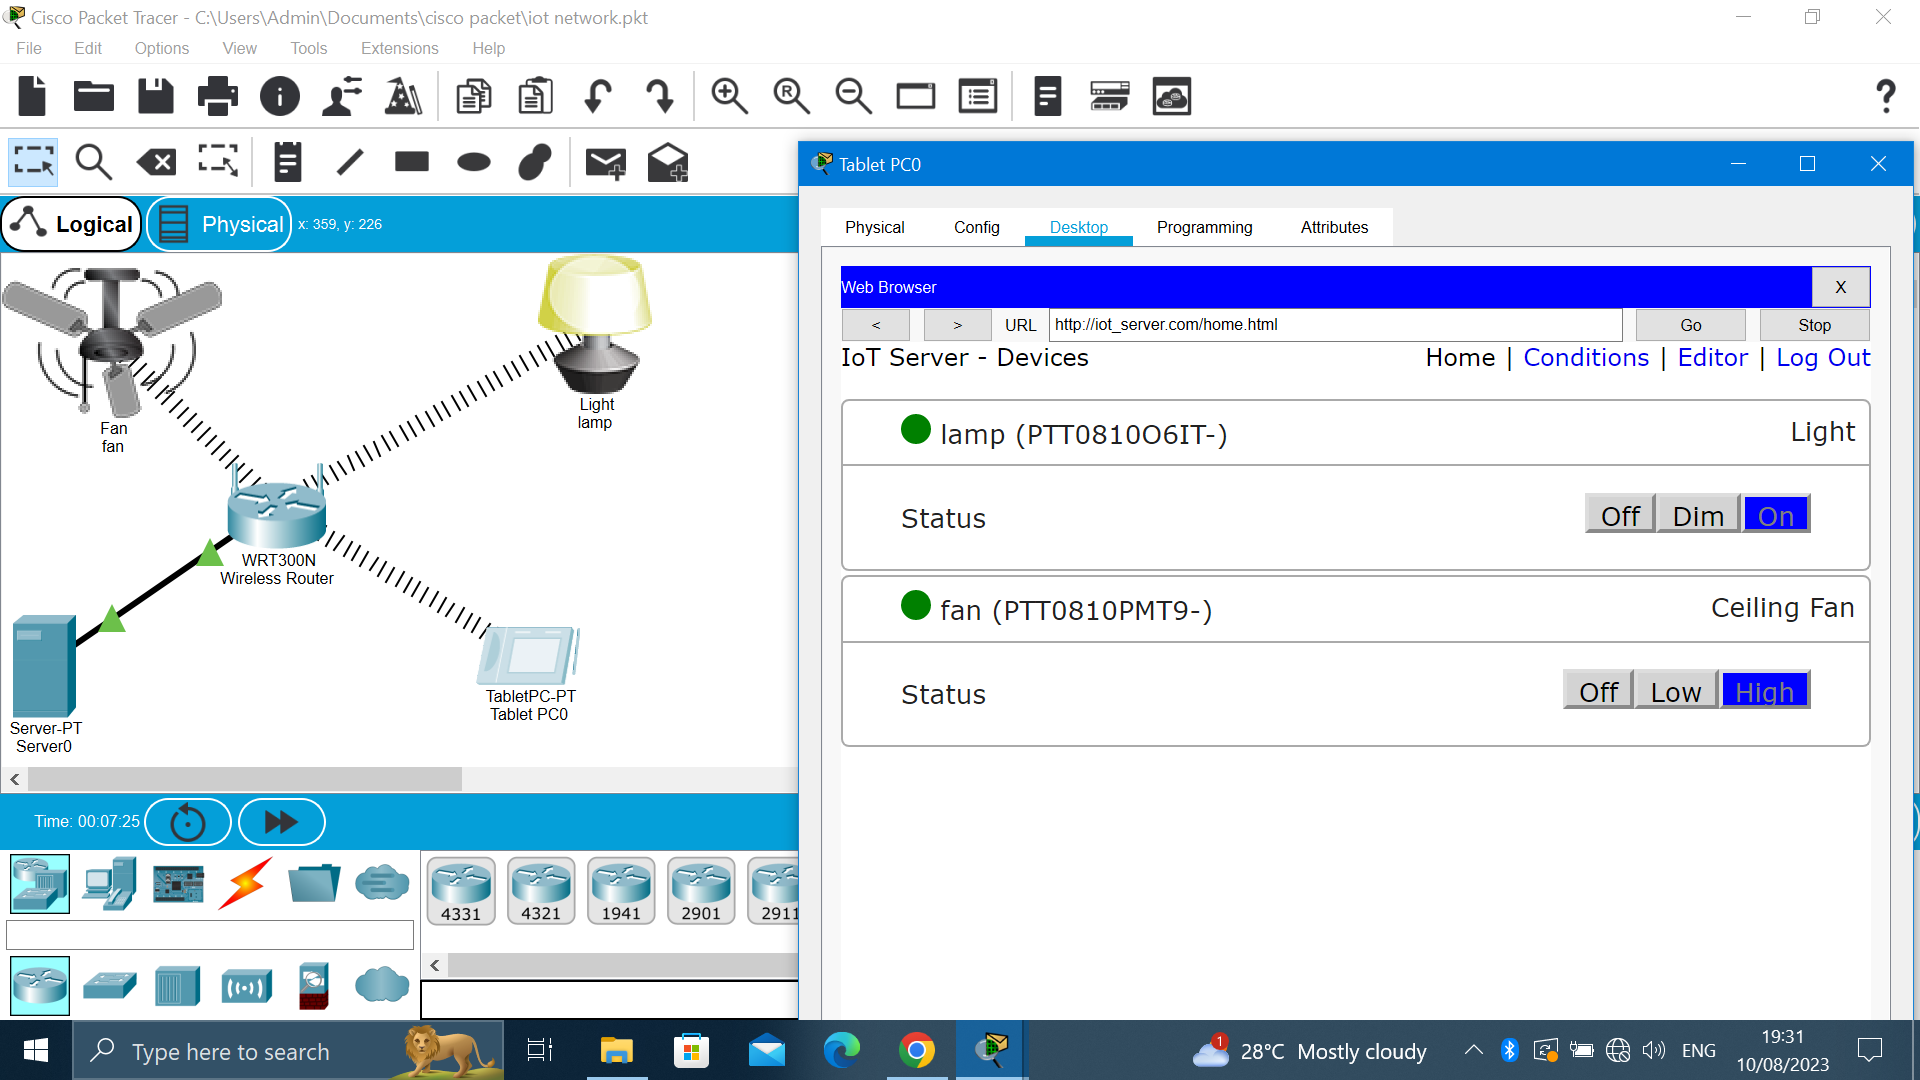 Cisco Packet Tracer - C:\Users\Admin\Documents\cisco packet\iot network.pkt
File Edit Options View Tools Extensions Help
Logical Physical x: 359, y: 226
Fan
fan
Light
lamp
WRT300N
Wireless Router
TabletPC-PT
Tablet PC0
Server-PT
Server0
Time: 00:07:25
4331 4321 1941 2901 2911
Tablet PC0
Physical Config Desktop Programming Attributes
Web Browser X
< > URL http://iot_server.com/home.html Go Stop
IoT Server - Devices Home | Conditions | Editor | Log Out
lamp (PTT0810O6IT-) Light
Status Off Dim On
fan (PTT0810PMT9-) Ceiling Fan
Status Off Low High
Type here to search
1 28°C Mostly cloudy ENG
19:31
10/08/2023